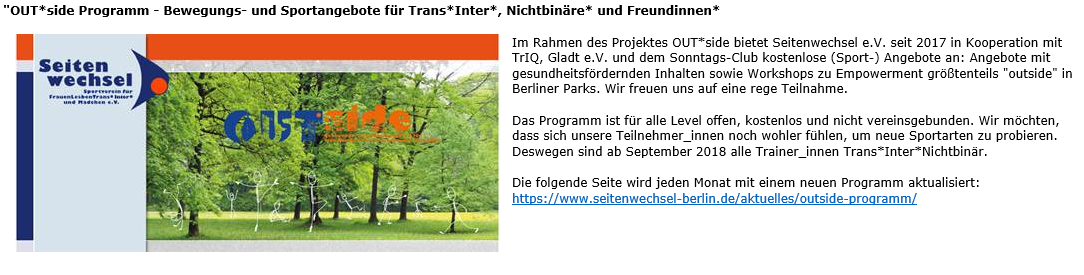 "OUT*side Programm - Bewegungs- und Sportangebote für Trans*Inter*, Nichtbinäre* und Freundinnen*
Seiten
wechsel
Sportverein für
FrauenLesbenTrans*Inter*
und Mädchen e.V.
OUTside
Im Rahmen des Projektes OUT*side bietet Seitenwechsel e.V. seit 2017 in Kooperation mit
TrIQ, Gladt e.V. und dem Sonntags-Club kostenlose (Sport-) Angebote an: Angebote mit
gesundheitsfördernden Inhalten sowie Workshops zu Empowerment größtenteils "outside" in
Berliner Parks. Wir freuen uns auf eine rege Teilnahme.
Das Programm ist für alle Level offen, kostenlos und nicht vereinsgebunden. Wir möchten,
dass sich unsere Teilnehmer_innen noch wohler fühlen, um neue Sportarten zu probieren.
Deswegen sind ab September 2018 alle Trainer_innen Trans*Inter*Nichtbinär.
Die folgende Seite wird jeden Monat mit einem neuen Programm aktualisiert:
https://www.seitenwechsel-berlin.de/aktuelles/outside-programm/